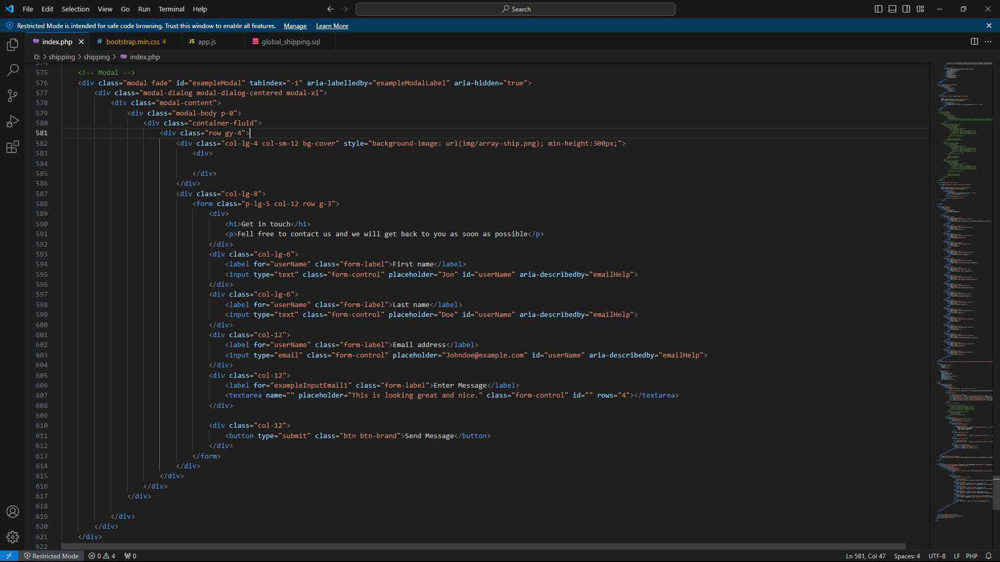 File Edit Selection View Go Run Terminal Help
Search
Restricted Mode is intended for safe code browsing. Trust this window to enable all features. Manage Learn More
index.php
# bootstrap.min.css 4
JS app.js
global_shipping.sql
D: > shipping > shipping > index.php
574
575 <!-- Modal -->
576 <div class="modal fade" id="exampleModal" tabindex="-1" aria-labelledby="exampleModalLabel" aria-hidden="true">
577 <div class="modal-dialog modal-dialog-centered modal-xl">
578 <div class="modal-content">
579 <div class="modal-body p-0">
580 <div class="container-fluid">
581 <div class="row gy-4">
582 <div class="col-lg-4 col-sm-12 bg-cover" style="background-image: url(img/array-ship.png); min-height:300px;">
583 <div>
584
585 </div>
586 </div>
587 <div class="col-lg-8">
588 <form class="p-lg-5 col-12 row g-3">
589 <div>
590 <h1>Get in touch</h1>
591 <p>Fell free to contact us and we will get back to you as soon as possible</p>
592 </div>
593 <div class="col-lg-6">
594 <label for="userName" class="form-label">First name</label>
595 <input type="text" class="form-control" placeholder="Jon" id="userName" aria-describedby="emailHelp">
596 </div>
597 <div class="col-lg-6">
598 <label for="userName" class="form-label">Last name</label>
599 <input type="text" class="form-control" placeholder="Doe" id="userName" aria-describedby="emailHelp">
600 </div>
601 <div class="col-12">
602 <label for="userName" class="form-label">Email address</label>
603 <input type="email" class="form-control" placeholder="Johndoe@example.com" id="userName" aria-describedby="emailHelp">
604 </div>
605 <div class="col-12">
606 <label for="exampleInputEmail1" class="form-label">Enter Message</label>
607 <textarea name="" placeholder="This is looking great and nice." class="form-control" id="" rows="4"></textarea>
608 </div>
609
610 <div class="col-12">
611 <button type="submit" class="btn btn-brand">Send Message</button>
612 </div>
613 </form>
614 </div>
615 </div>
616 </div>
617 </div>
618
619 </div>
620 </div>
621 </div>
622
Restricted Mode 0 4 0
Ln 581, Col 47 Spaces: 4 UTF-8 LF PHP